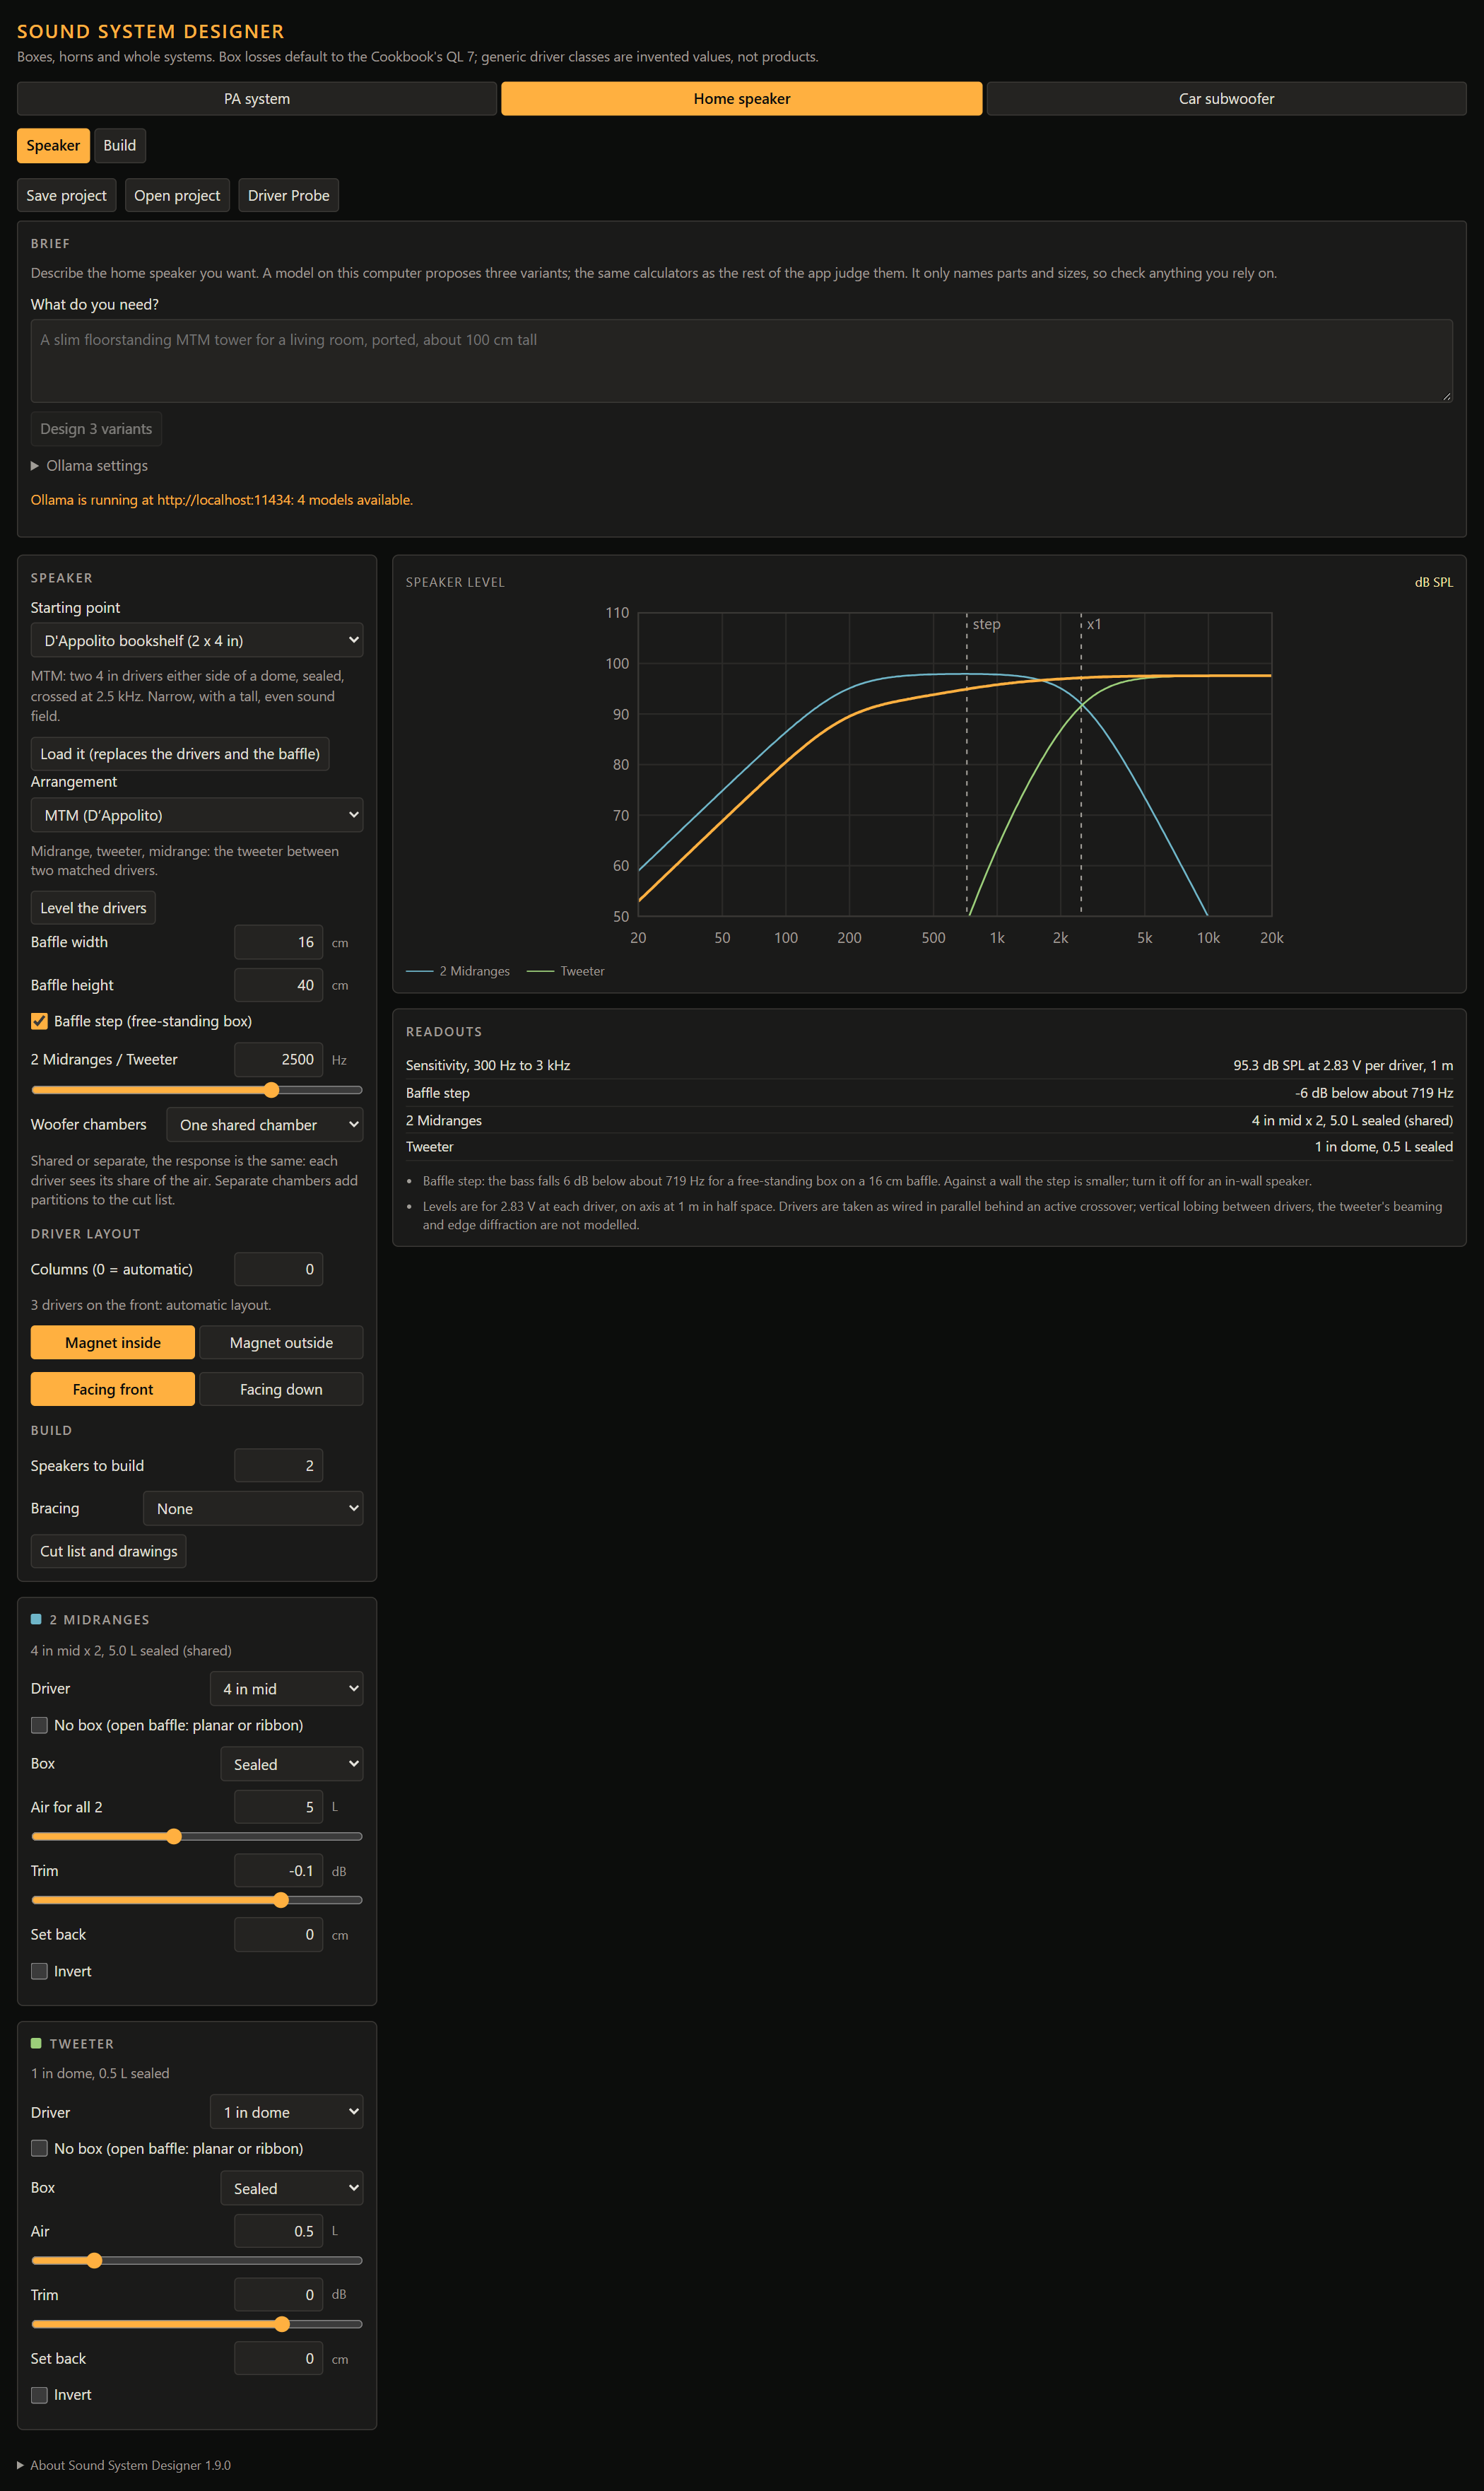 SOUND SYSTEM DESIGNER
Boxes, horns and whole systems. Box losses default to the Cookbook's QL 7; generic driver classes are invented values, not products.
PA system
Home speaker
Car subwoofer
Speaker
Build
Save project
Open project
Driver Probe
BRIEF
Describe the home speaker you want. A model on this computer proposes three variants; the same calculators as the rest of the app judge them. It only names parts and sizes, so check anything you rely on.
What do you need?
A slim floorstanding MTM tower for a living room, ported, about 100 cm tall
Design 3 variants
Ollama settings
Ollama is running at http://localhost:11434: 4 models available.
SPEAKER
Starting point
D'Appolito bookshelf (2 x 4 in)
MTM: two 4 in drivers either side of a dome, sealed,
crossed at 2.5 kHz. Narrow, with a tall, even sound
field.
Load it (replaces the drivers and the baffle)
Arrangement
MTM (D'Appolito)
Midrange, tweeter, midrange: the tweeter between
two matched drivers.
Level the drivers
Baffle width 16 cm
Baffle height 40 cm
Baffle step (free-standing box)
2 Midranges / Tweeter 2500 Hz
Woofer chambers One shared chamber
Shared or separate, the response is the same: each
driver sees its share of the air. Separate chambers add
partitions to the cut list.
DRIVER LAYOUT
Columns (0 = automatic) 0
3 drivers on the front: automatic layout.
Magnet inside
Magnet outside
Facing front
Facing down
BUILD
Speakers to build 2
Bracing None
Cut list and drawings
2 MIDRANGES
4 in mid x 2, 5.0 L sealed (shared)
Driver 4 in mid
No box (open baffle: planar or ribbon)
Box Sealed
Air for all 2 5 L
Trim -0.1 dB
Set back 0 cm
Invert
TWEETER
1 in dome, 0.5 L sealed
Driver 1 in dome
No box (open baffle: planar or ribbon)
Box Sealed
Air 0.5 L
Trim 0 dB
Set back 0 cm
Invert
SPEAKER LEVEL
dB SPL
110
100
90
80
70
60
50
step
x1
20 50 100 200 500 1k 2k 5k 10k 20k
2 Midranges
Tweeter
READOUTS
Sensitivity, 300 Hz to 3 kHz 95.3 dB SPL at 2.83 V per driver, 1 m
Baffle step -6 dB below about 719 Hz
2 Midranges 4 in mid x 2, 5.0 L sealed (shared)
Tweeter 1 in dome, 0.5 L sealed
• Baffle step: the bass falls 6 dB below about 719 Hz for a free-standing box on a 16 cm baffle. Against a wall the step is smaller; turn it off for an in-wall speaker.
• Levels are for 2.83 V at each driver, on axis at 1 m in half space. Drivers are taken as wired in parallel behind an active crossover; vertical lobing between drivers, the tweeter's beaming
and edge diffraction are not modelled.
About Sound System Designer 1.9.0